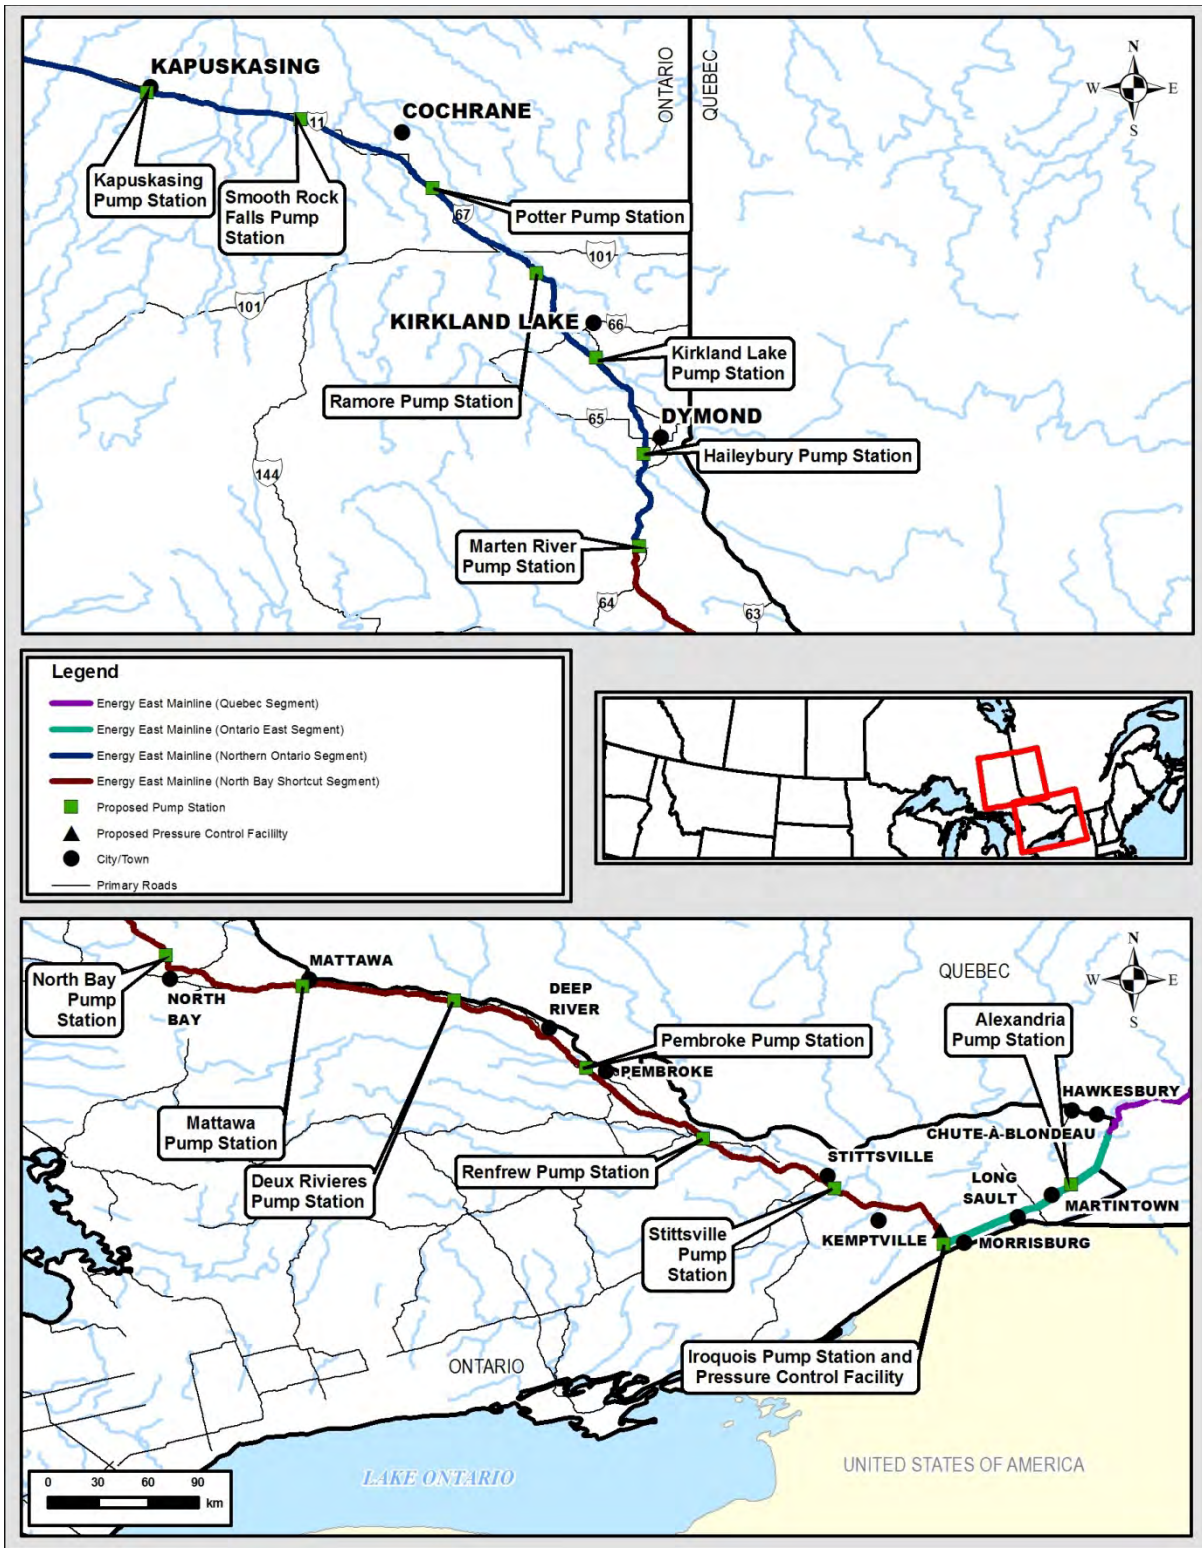 KAPUSKASING
COCHRANE
ONTARIO
QUEBEC
N
W
E
S
11
Kapuskasing
Pump Station
Smooth Rock
Falls Pump
Station
67
Potter Pump Station
101
101
KIRKLAND LAKE
66
Kirkland Lake
Pump Station
Ramore Pump Station
65
DYMOND
144
Haileybury Pump Station
Marten River
Pump Station
64
63
Legend
Energy East Mainline (Quebec Segment)
Energy East Mainline (Ontario East Segment)
Energy East Mainline (Northern Ontario Segment)
Energy East Mainline (North Bay Shortcut Segment)
Proposed Pump Station
Proposed Pressure Control Facillity
City/Town
Primary Roads
North Bay
Pump
Station
NORTH
BAY
MATTAWA
DEEP
RIVER
QUEBEC
N
W
E
S
Alexandria
Pump Station
Pembroke Pump Station
PEMBROKE
HAWKESBURY
Mattawa
Pump Station
CHUTE-À-BLONDEAU
Deux Rivieres
Pump Station
Renfrew Pump Station
STITTSVILLE
LONG
SAULT
MARTINTOWN
Stittsville
Pump
Station
KEMPTVILLE
MORRISBURG
Iroquois Pump Station and
Pressure Control Facility
ONTARIO
LAKE ONTARIO
UNITED STATES OF AMERICA
0 30 60 90
km